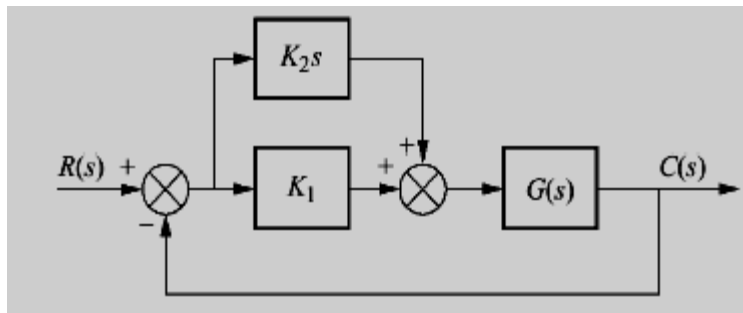 K₂s
R(s) + K₁ + + G(s) C(s)
−